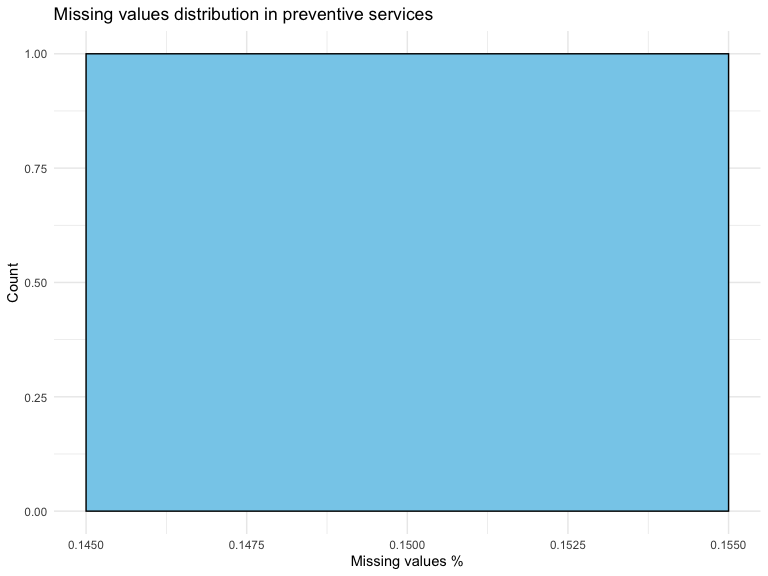 Missing values distribution in preventive services
1.00
0.75
0.50
0.25
0.00
Count
0.1450 0.1475 0.1500 0.1525 0.1550
Missing values %